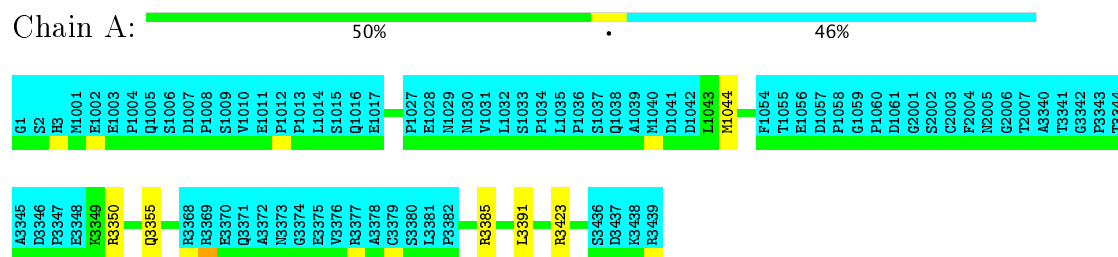 Chain A:
50% • 46%
G1 S2 H3 M1001 E1002 E1003 P1004 Q1005 S1006 D1007 P1008 S1009 V1010 E1011 P1012 P1013 L1014 S1015 Q1016 E1017 P1027 E1028 N1029 N1030 V1031 L1032 S1033 P1034 L1035 P1036 S1037 Q1038 A1039 M1040 D1041 D1042 L1043 M1044 F1054 T1055 E1056 D1057 P1058 G1059 P1060 D1061 G2001 S2002 C2003 F2004 N2005 G2006 T2007 A3340 T3341 G3342 P3343 T3344
A3345 D3346 P3347 E3348 K3349 R3350 Q3355 R3368 R3369 E3370 Q3371 A3372 N3373 G3374 E3375 V3376 R3377 A3378 C3379 S3380 L3381 P3382 R3385 L3391 R3423 S3436 D3437 K3438 R3439